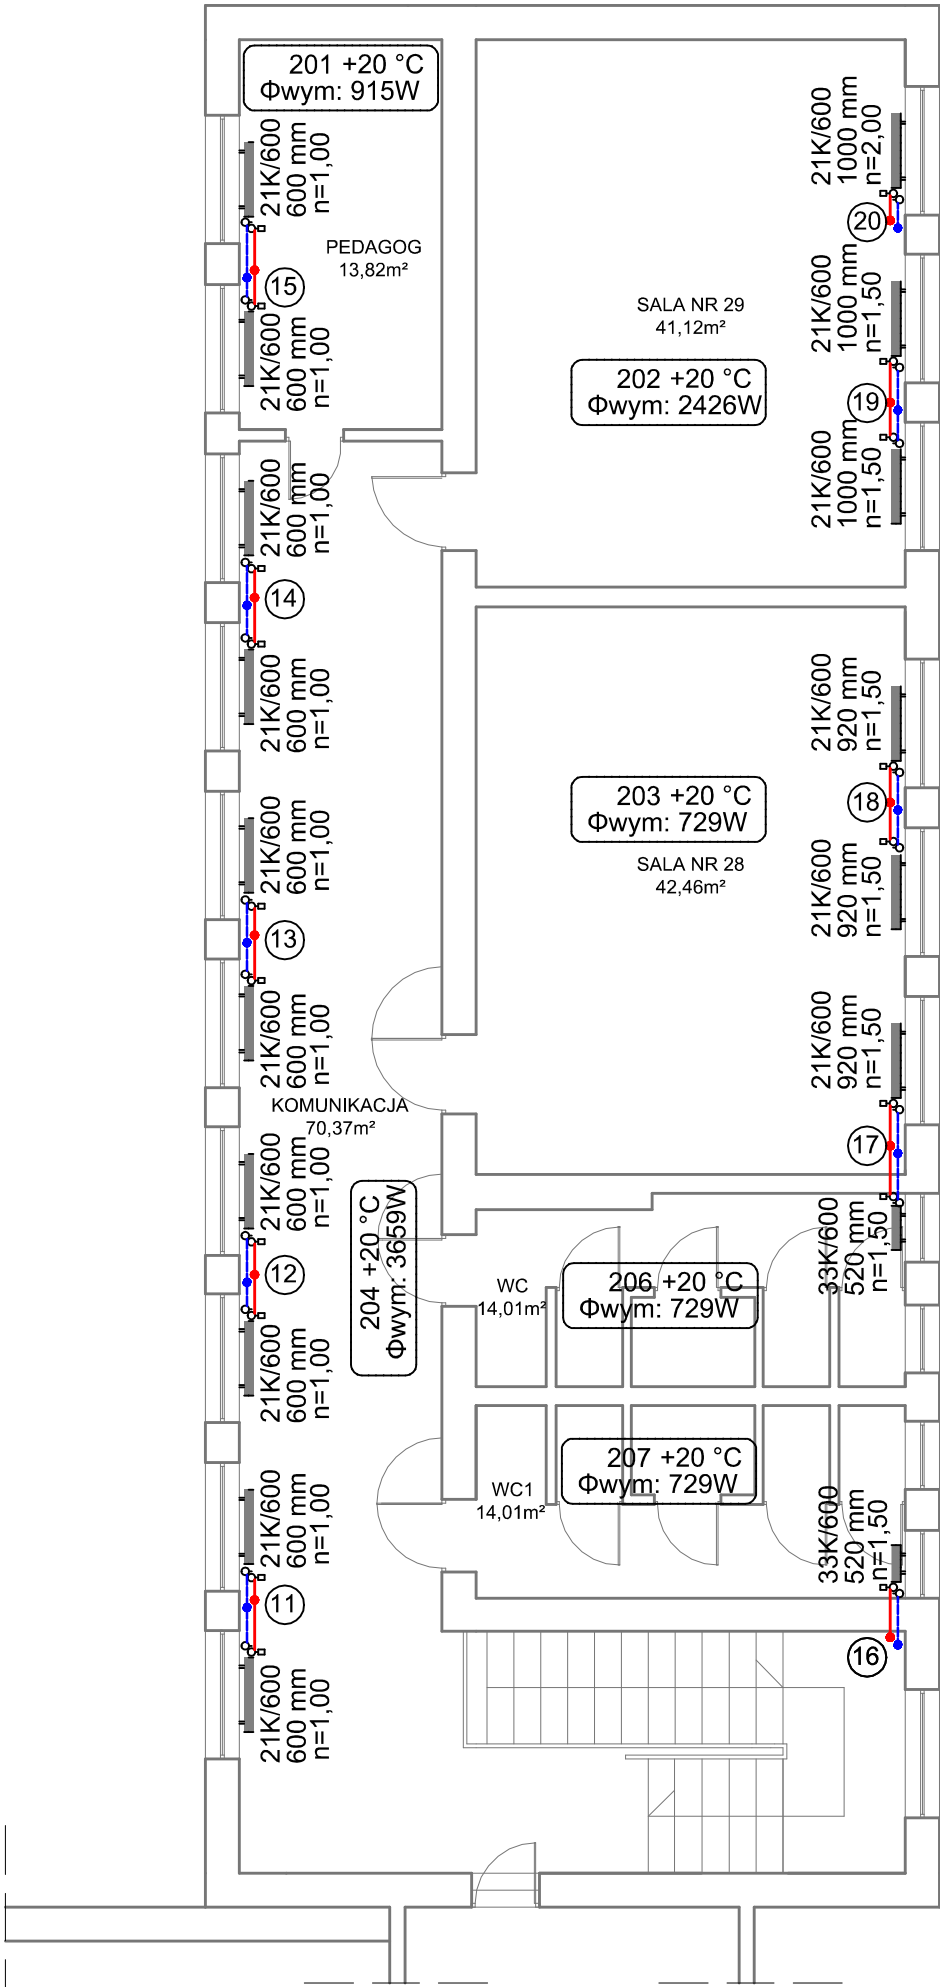 201 +20 °C
Φwym: 915W
21K/600
600 mm
n=1,00
PEDAGOG
13,82m²
15
21K/600
600 mm
n=1,00
21K/600
1000 mm
n=2,00
20
SALA NR 29
41,12m²
21K/600
1000 mm
n=1,50
202 +20 °C
Φwym: 2426W
19
21K/600
1000 mm
n=1,50
21K/600
600 mm
n=1,00
14
21K/600
600 mm
n=1,00
21K/600
920 mm
n=1,50
203 +20 °C
Φwym: 729W
18
SALA NR 28
42,46m²
21K/600
920 mm
n=1,50
21K/600
600 mm
n=1,00
13
21K/600
600 mm
n=1,00
21K/600
920 mm
n=1,50
KOMUNIKACJA
70,37m²
17
21K/600
600 mm
n=1,00
204 +20 °C
Φwym: 3659W
12
WC
14,01m²
206 +20 °C
Φwym: 729W
33K/600
520 mm
n=1,50
21K/600
600 mm
n=1,00
207 +20 °C
Φwym: 729W
WC1
14,01m²
33K/600
520 mm
n=1,50
21K/600
600 mm
n=1,00
11
16
21K/600
600 mm
n=1,00